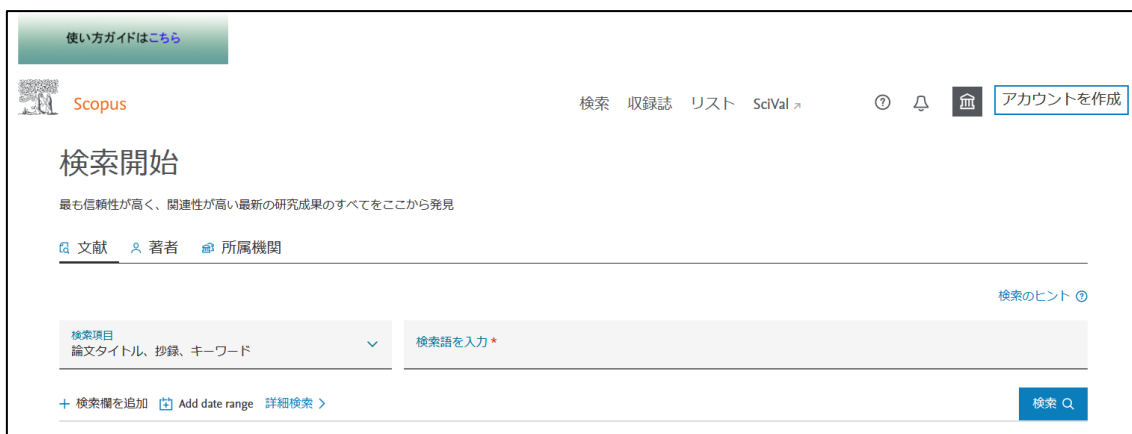 使い方ガイドはこちら
Scopus 検索 収録誌 リスト SciVal アカウントを作成
検索開始
最も信頼性が高く、関連性が高い最新の研究成果のすべてをここから発見
文献 著者 所属機関
検索のヒント
検索項目
論文タイトル、抄録、キーワード
検索語を入力 *
検索欄を追加 Add date range 詳細検索 検索